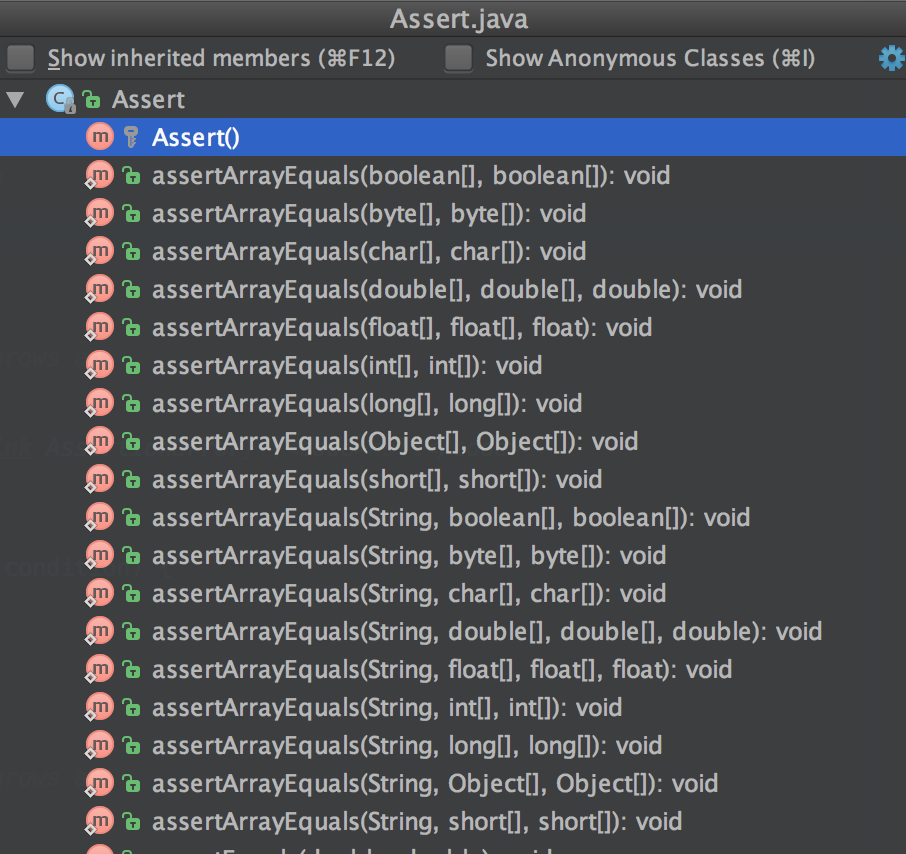 Assert.java
Show inherited members (⌘F12) Show Anonymous Classes (⌘I)
C Assert
m Assert()
m assertArrayEquals(boolean[], boolean[]): void
m assertArrayEquals(byte[], byte[]): void
m assertArrayEquals(char[], char[]): void
m assertArrayEquals(double[], double[], double): void
m assertArrayEquals(float[], float[], float): void
m assertArrayEquals(int[], int[]): void
m assertArrayEquals(long[], long[]): void
m assertArrayEquals(Object[], Object[]): void
m assertArrayEquals(short[], short[]): void
m assertArrayEquals(String, boolean[], boolean[]): void
m assertArrayEquals(String, byte[], byte[]): void
m assertArrayEquals(String, char[], char[]): void
m assertArrayEquals(String, double[], double[], double): void
m assertArrayEquals(String, float[], float[], float): void
m assertArrayEquals(String, int[], int[]): void
m assertArrayEquals(String, long[], long[]): void
m assertArrayEquals(String, Object[], Object[]): void
m assertArrayEquals(String, short[], short[]): void